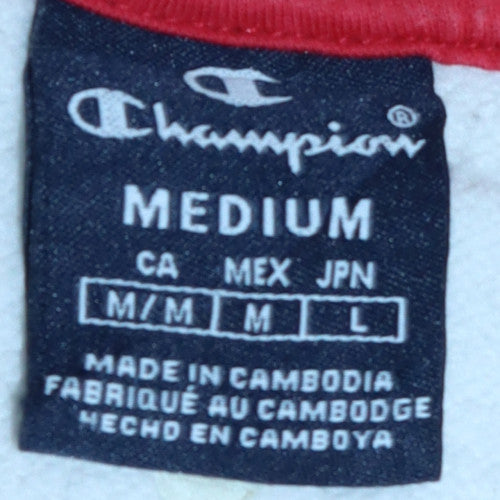 Champion®
MEDIUM
CA MEX JPN
M/M M L
MADE IN CAMBODIA
FABRIQUÉ AU CAMBODGE
HECHO EN CAMBOYA